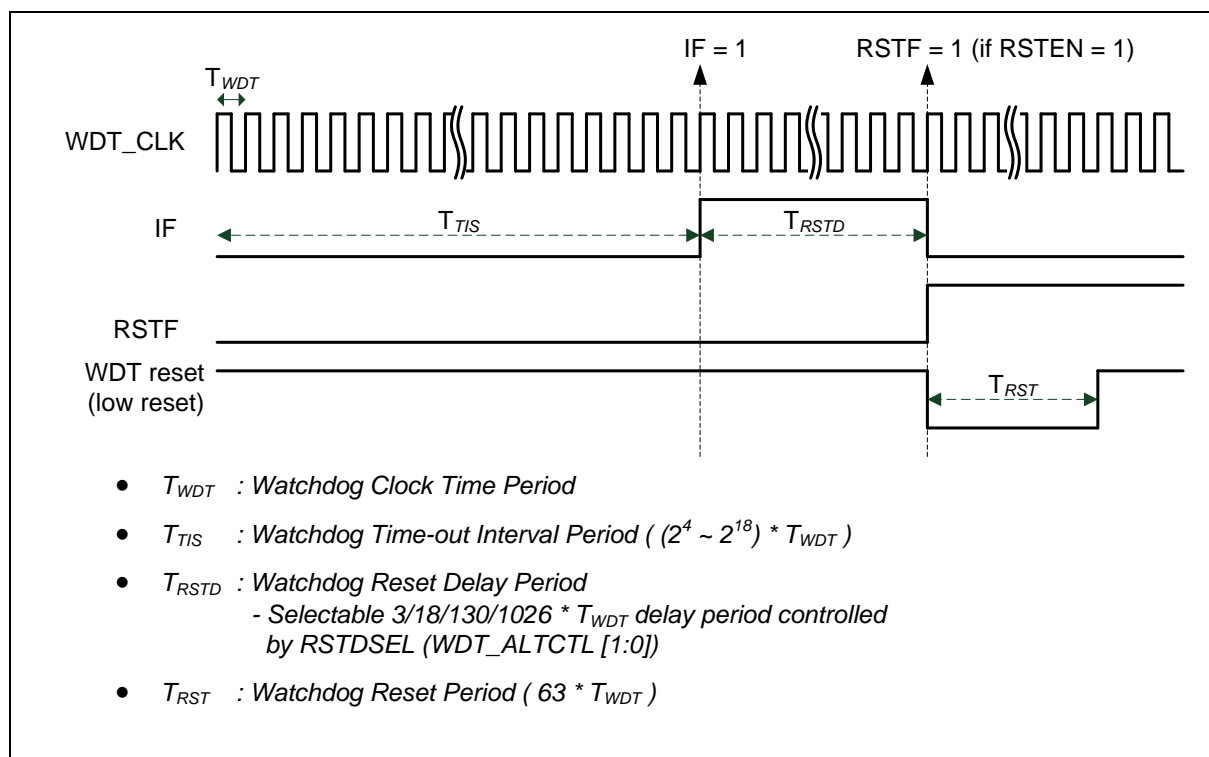 IF = 1
RSTF = 1 (if RSTEN = 1)
TWDT
WDT_CLK
IF
TTIS
TRSTD
RSTF
WDT reset
(low reset)
TRST
• TWDT : Watchdog Clock Time Period
• TTIS : Watchdog Time-out Interval Period ( (2^4 ~ 2^18) * TWDT )
• TRSTD : Watchdog Reset Delay Period
- Selectable 3/18/130/1026 * TWDT delay period controlled
by RSTDSEL (WDT_ALTCTL [1:0])
• TRST : Watchdog Reset Period ( 63 * TWDT )